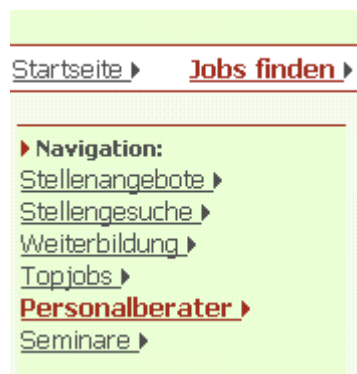 Startseite Jobs finden
Navigation:
Stellenangebote
Stellengesuche
Weiterbildung
Topjobs
Personalberater
Seminare